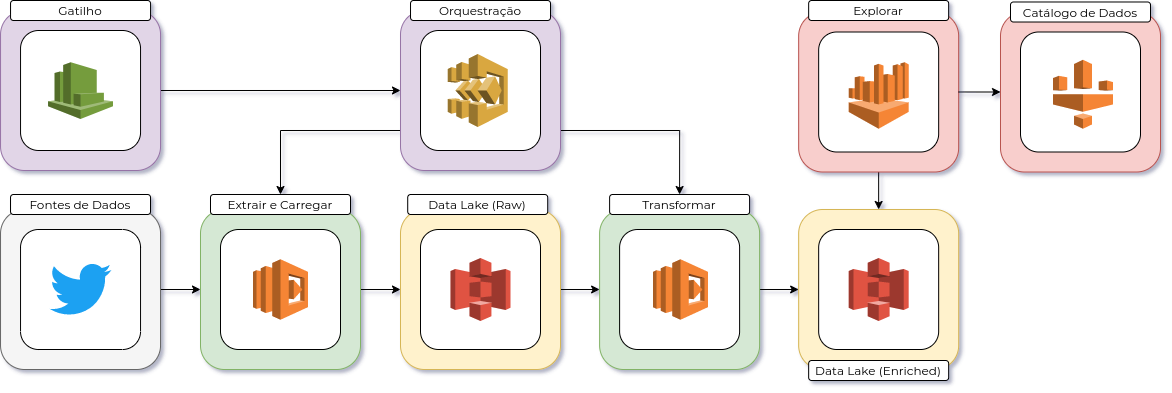 Gatilho
Orquestração
Explorar
Catálogo de Dados
Fontes de Dados
Extrair e Carregar
Data Lake (Raw)
Transformar
Data Lake (Enriched)